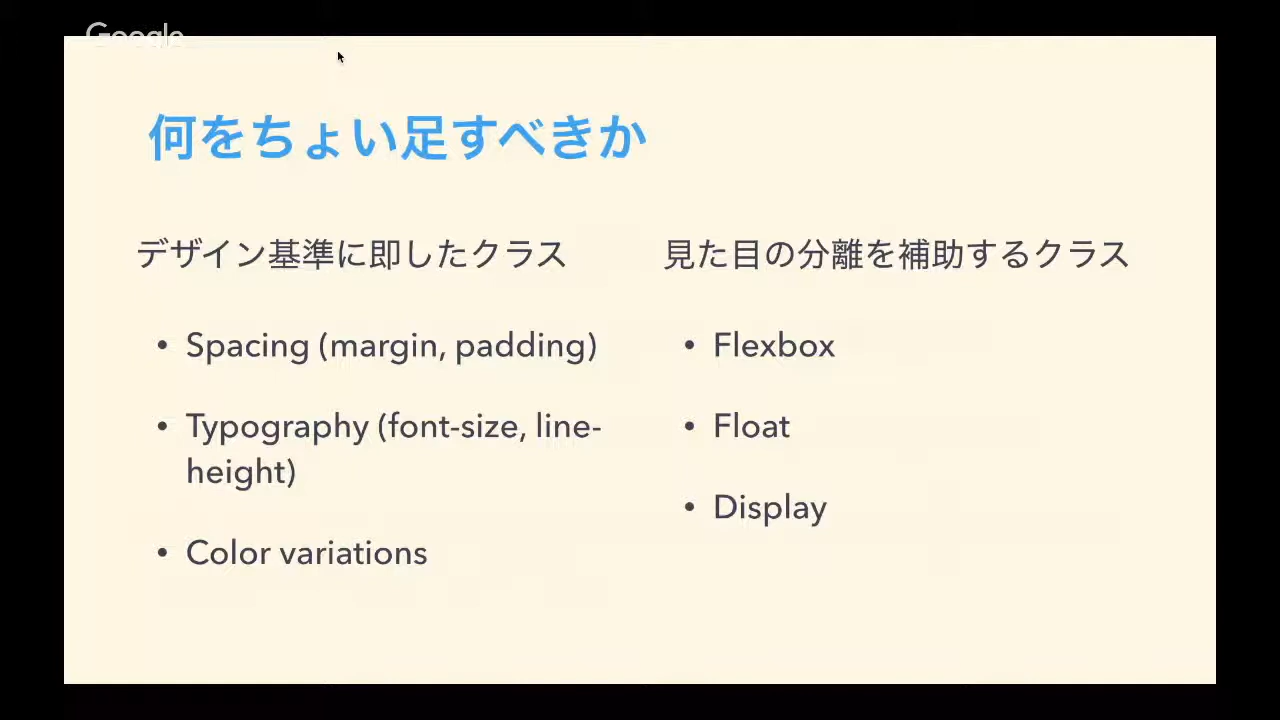 Google
何をちょい足すべきか
デザイン基準に即したクラス
• Spacing (margin, padding)
• Typography (font-size, line-
height)
• Color variations
見た目の分離を補助するクラス
• Flexbox
• Float
• Display